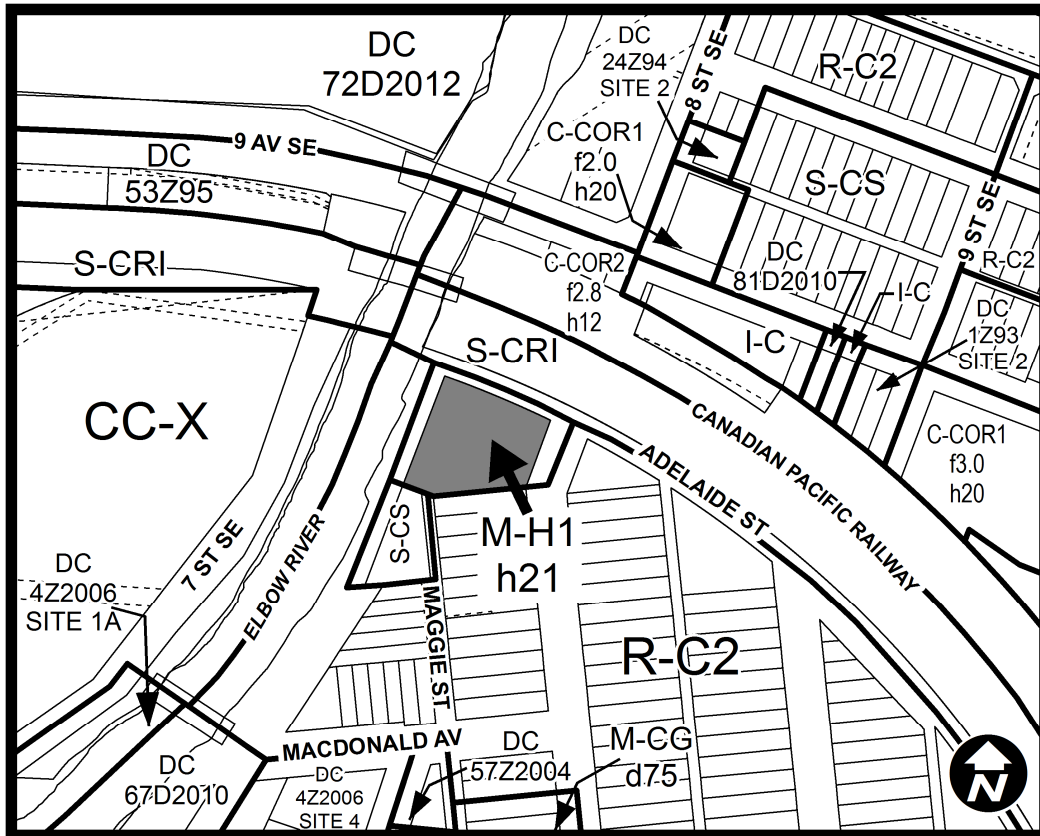 DC
72D2012
DC
24Z94
SITE 2
8 ST SE
R-C2
9 AV SE
C-COR1
f2.0
h20
DC
53Z95
S-CS
9 ST SE
R-C2
S-CRI
C-COR2
f2.8
h12
DC
81D2010
I-C
DC
1Z93
SITE 2
I-C
S-CRI
CC-X
CANADIAN PACIFIC RAILWAY
C-COR1
f3.0
h20
ADELAIDE ST
M-H1
h21
S-CS
7 ST SE
ELBOW RIVER
DC
4Z2006
SITE 1A
MAGGIE ST
R-C2
MACDONALD AV
DC
57Z2004
M-CG
d75
DC
67D2010
DC
4Z2006
SITE 4
N